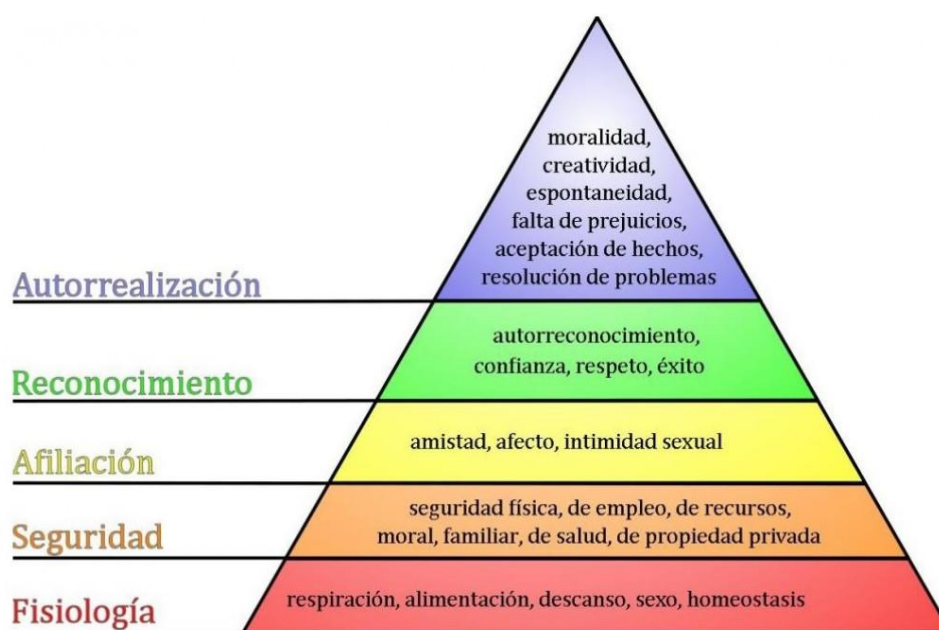 moralidad,
creatividad,
espontaneidad,
falta de prejuicios,
aceptación de hechos,
resolución de problemas
Autorrealización
autorreconocimiento,
confianza, respeto, éxito
Reconocimiento
amistad, afecto, intimidad sexual
Afiliación
seguridad física, de empleo, de recursos,
moral, familiar, de salud, de propiedad privada
Seguridad
respiración, alimentación, descanso, sexo, homeostasis
Fisiología